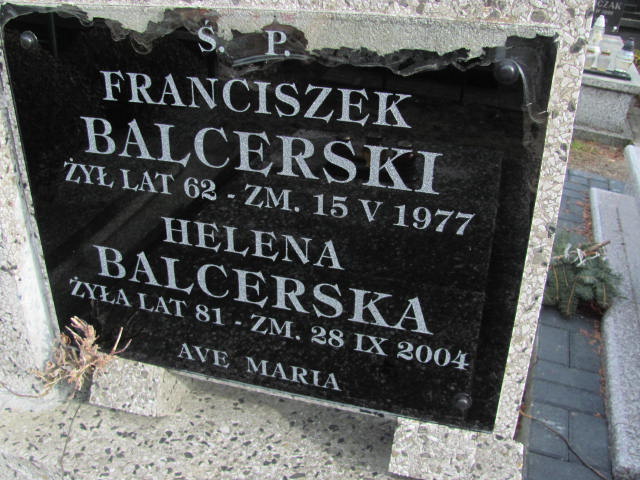 Ś. P.
FRANCISZEK
BALCERSKI
ŻYŁ LAT 62 - ZM. 15 V 1977
HELENA
BALCERSKA
ŻYŁA LAT 81 - ZM. 28 IX 2004
AVE MARIA